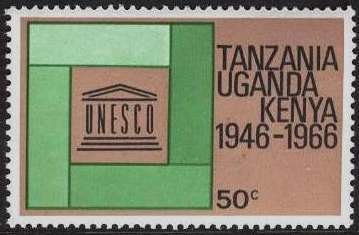 UNESCO
TANZANIA
UGANDA
KENYA
1946-1966
50c